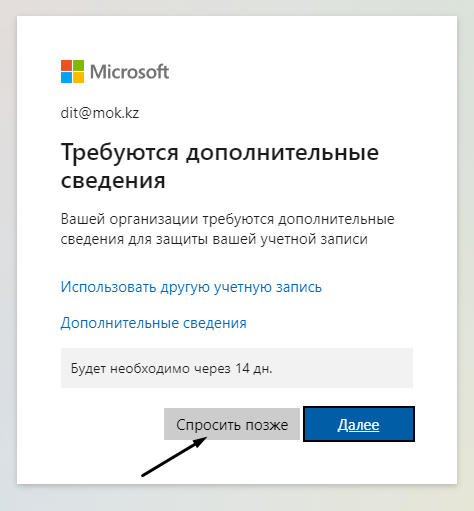 Microsoft
dit@mok.kz
Требуются дополнительные
сведения
Вашей организации требуются дополнительные
сведения для защиты вашей учетной записи
Использовать другую учетную запись
Дополнительные сведения
Будет необходимо через 14 дн.
Спросить позже
Далее